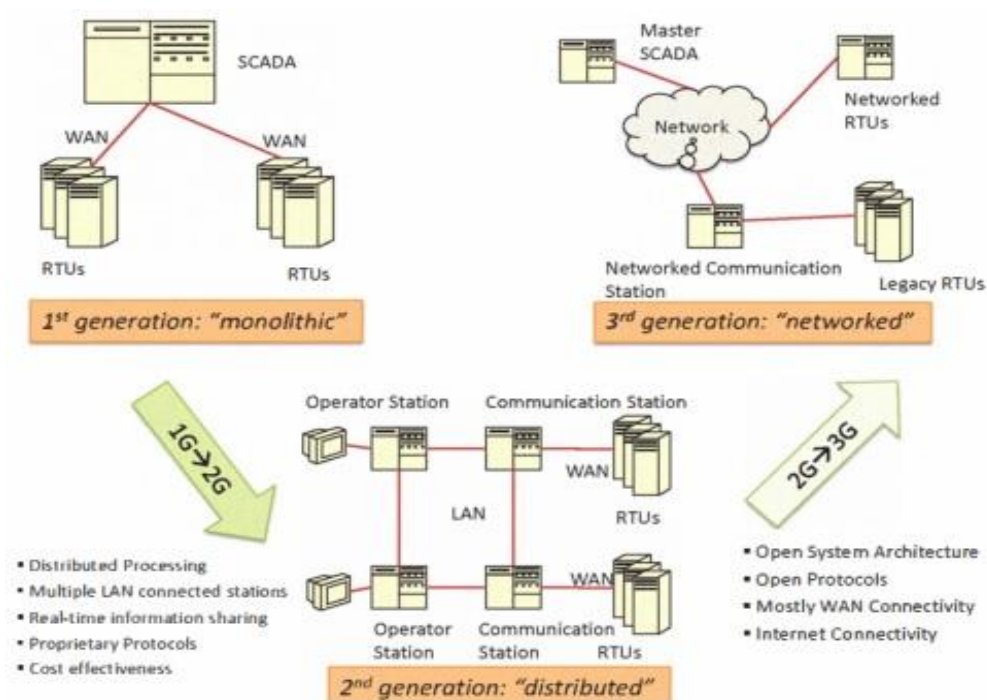 SCADA
WAN
WAN
RTUs
RTUs
1st generation: “monolithic”
Master
SCADA
Network
Networked
RTUs
Networked Communication
Station
Legacy RTUs
3rd generation: “networked”
1G→2G
▪ Distributed Processing
▪ Multiple LAN connected stations
▪ Real-time information sharing
▪ Proprietary Protocols
▪ Cost effectiveness
Operator Station
Communication Station
WAN
RTUs
LAN
WAN
Operator
Station
Communication
Station
RTUs
2nd generation: “distributed”
2G→3G
▪ Open System Architecture
▪ Open Protocols
▪ Mostly WAN Connectivity
▪ Internet Connectivity